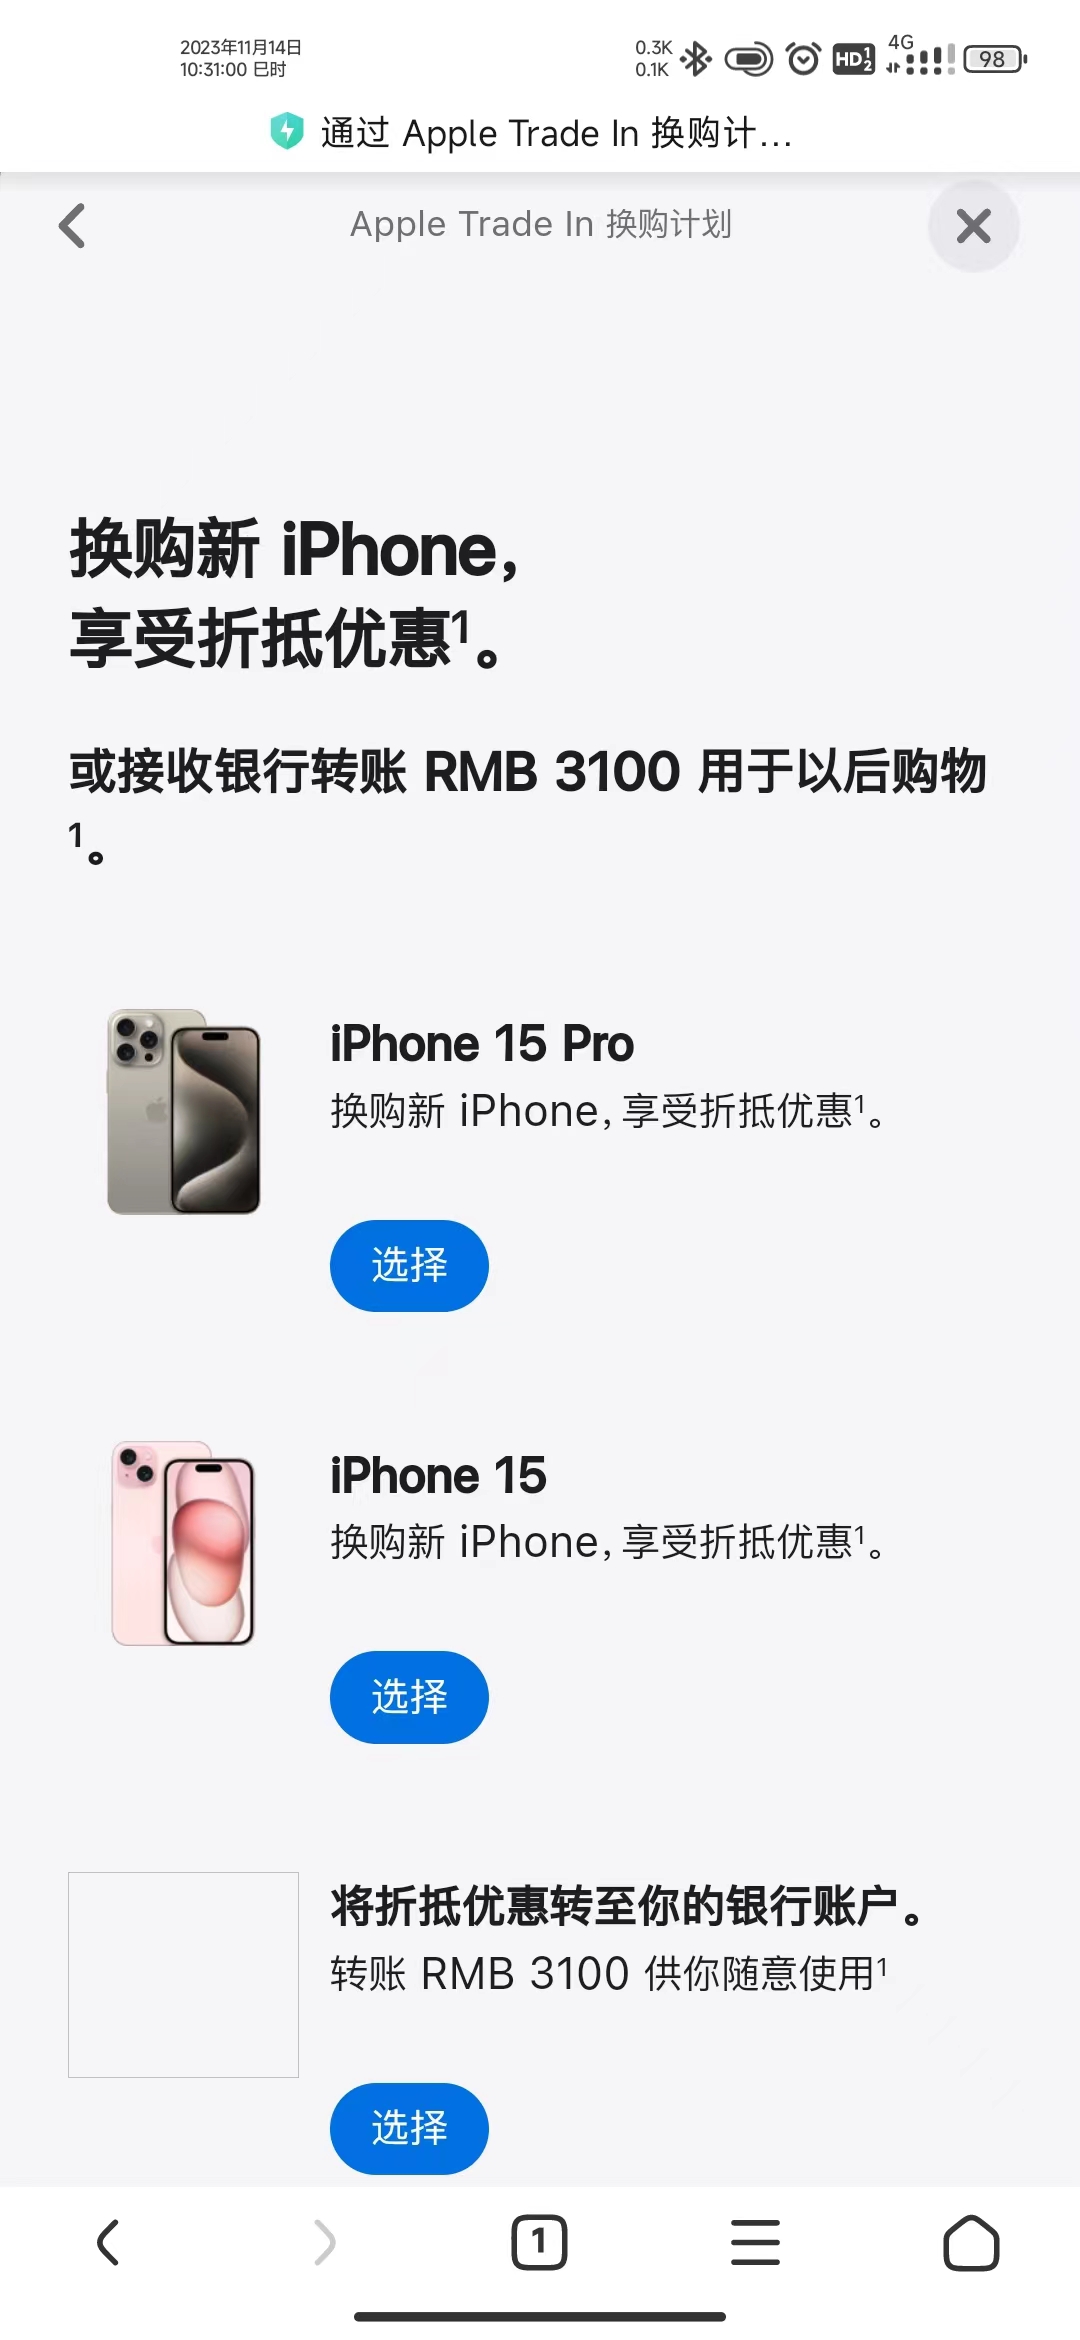 2023年11月14日
10:31:00 巳时
0.3K
0.1K
HD 1 2
4G
98
通过 Apple Trade In 换购计...
Apple Trade In 换购计划
换购新 iPhone,
享受折抵优惠¹。
或接收银行转账 RMB 3100 用于以后购物
¹。
iPhone 15 Pro
换购新 iPhone, 享受折抵优惠¹。
选择
iPhone 15
换购新 iPhone, 享受折抵优惠¹。
选择
将折抵优惠转至你的银行账户。
转账 RMB 3100 供你随意使用¹
选择
1